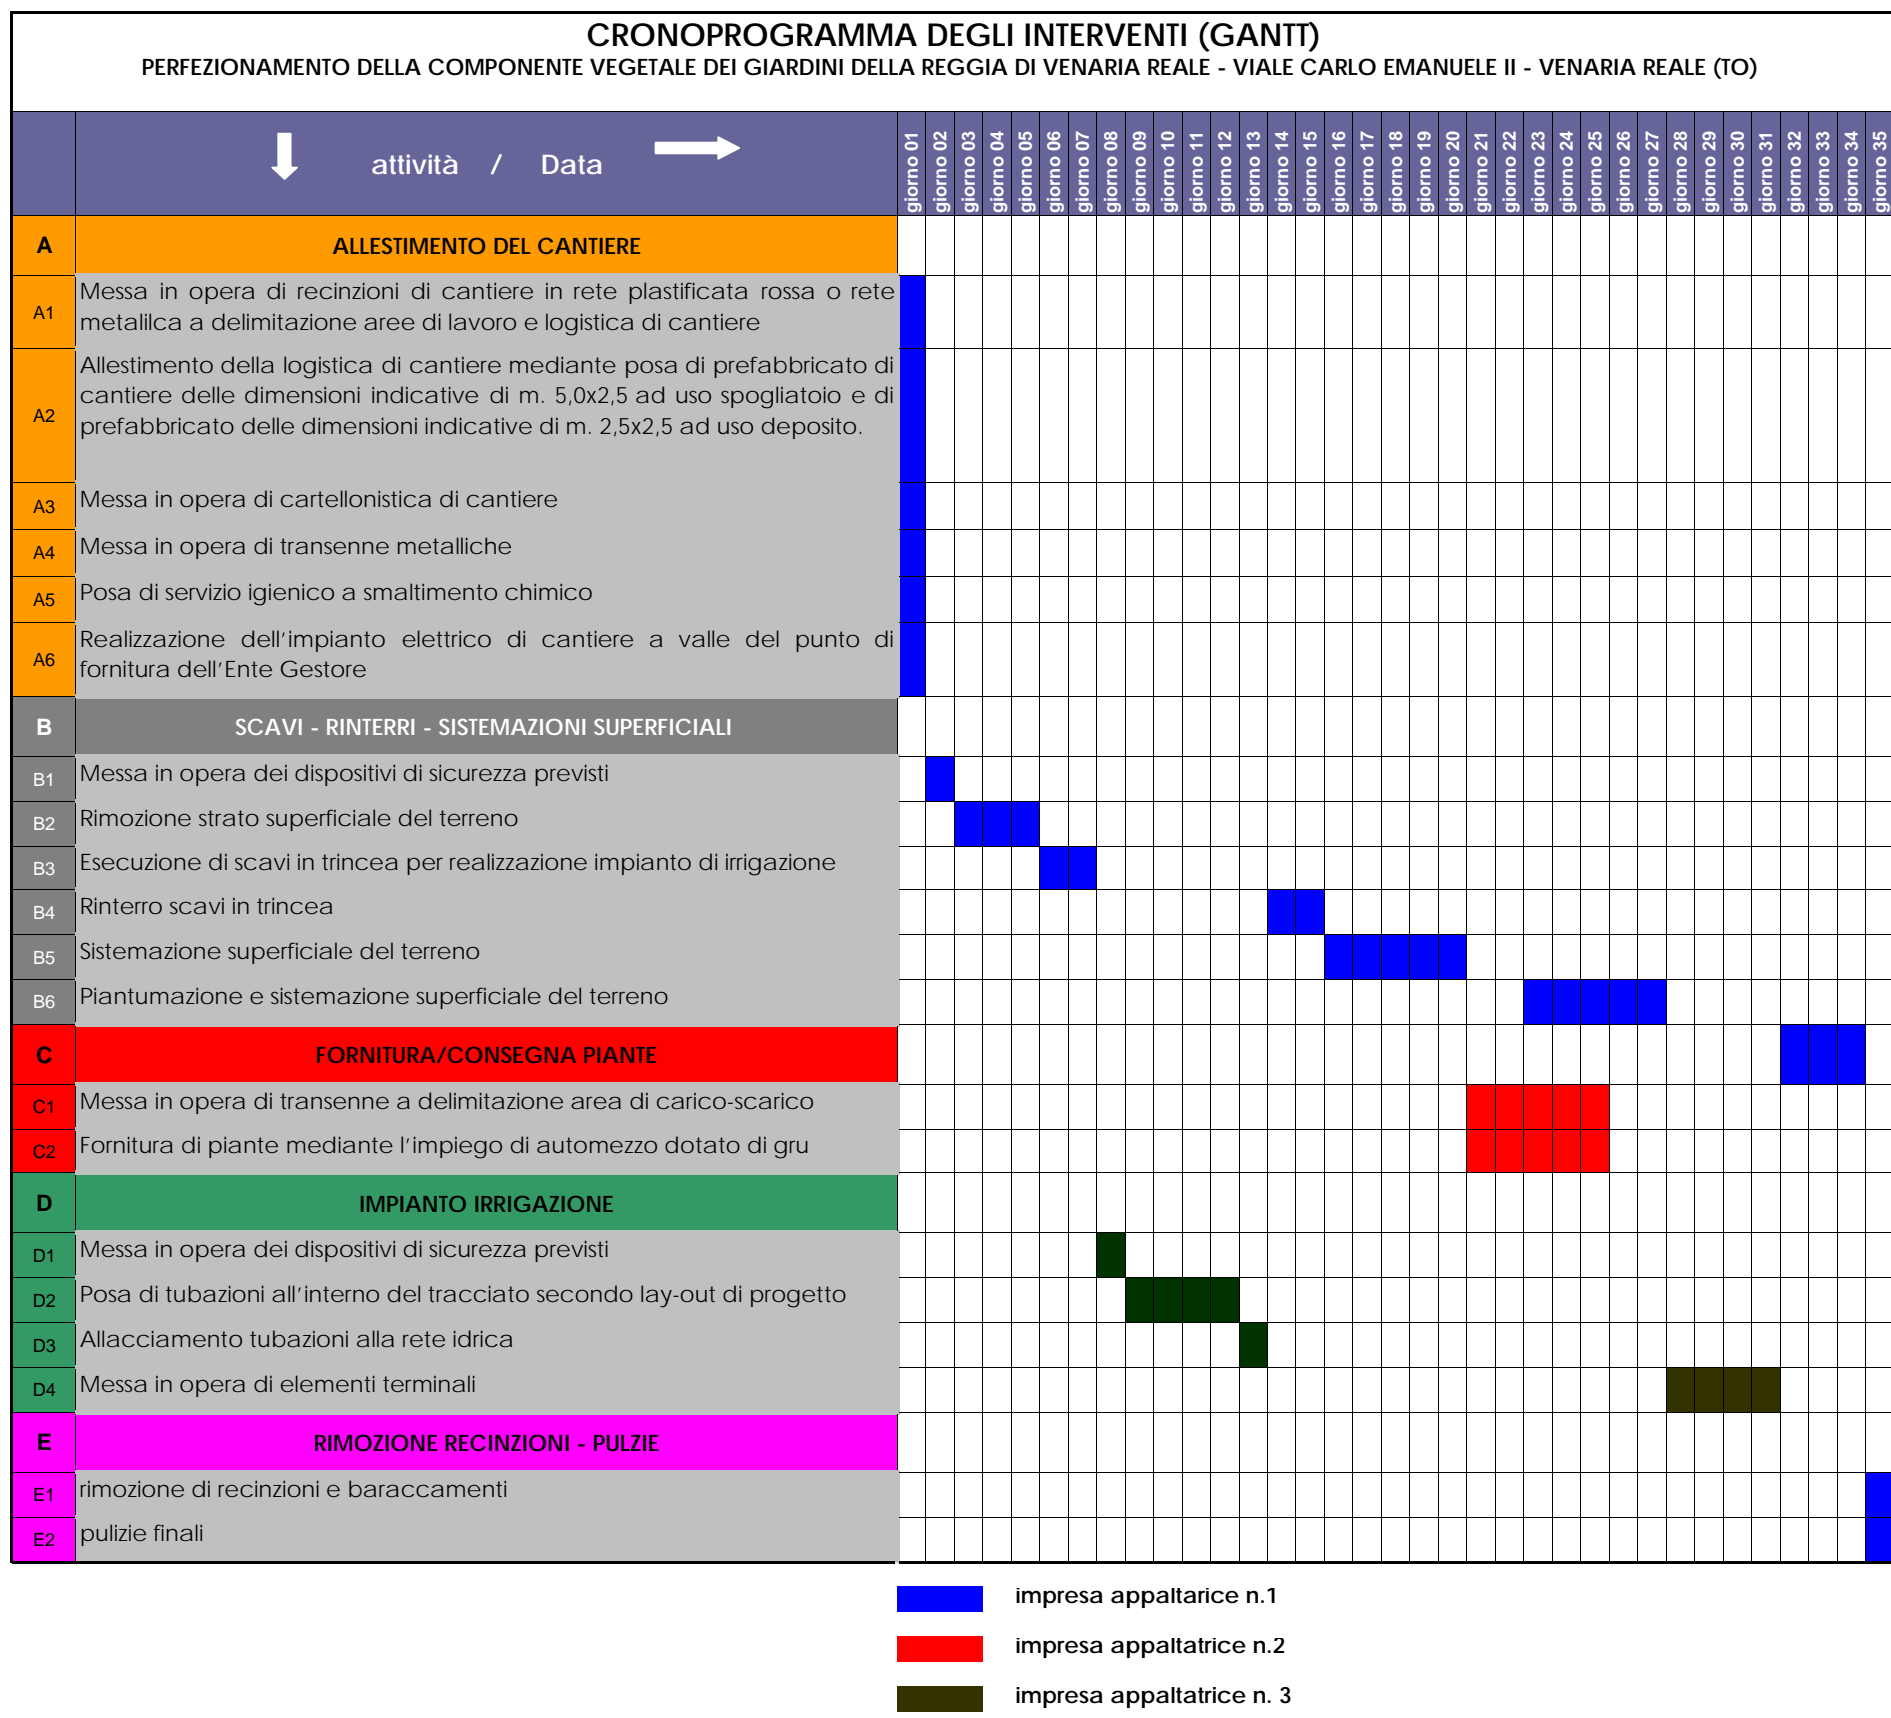 CRONOPROGRAMMA DEGLI INTERVENTI (GANTT)
PERFEZIONAMENTO DELLA COMPONENTE VEGETALE DEI GIARDINI DELLA REGGIA DI VENARIA REALE - VIALE CARLO EMANUELE II - VENARIA REALE (TO)
attività / Data
giorno 01
giorno 02
giorno 03
giorno 04
giorno 05
giorno 06
giorno 07
giorno 08
giorno 09
giorno 10
giorno 11
giorno 12
giorno 13
giorno 14
giorno 15
giorno 16
giorno 17
giorno 18
giorno 19
giorno 20
giorno 21
giorno 22
giorno 23
giorno 24
giorno 25
giorno 26
giorno 27
giorno 28
giorno 29
giorno 30
giorno 31
giorno 32
giorno 33
giorno 34
giorno 35
A ALLESTIMENTO DEL CANTIERE
A1 Messa in opera di recinzioni di cantiere in rete plastificata rossa o rete
metalilca a delimitazione aree di lavoro e logistica di cantiere
A2 Allestimento della logistica di cantiere mediante posa di prefabbricato di
cantiere delle dimensioni indicative di m. 5,0x2,5 ad uso spogliatoio e di
prefabbricato delle dimensioni indicative di m. 2,5x2,5 ad uso deposito.
A3 Messa in opera di cartellonistica di cantiere
A4 Messa in opera di transenne metalliche
A5 Posa di servizio igienico a smaltimento chimico
A6 Realizzazione dell'impianto elettrico di cantiere a valle del punto di
fornitura dell'Ente Gestore
B SCAVI - RINTERRI - SISTEMAZIONI SUPERFICIALI
B1 Messa in opera dei dispositivi di sicurezza previsti
B2 Rimozione strato superficiale del terreno
B3 Esecuzione di scavi in trincea per realizzazione impianto di irrigazione
B4 Rinterro scavi in trincea
B5 Sistemazione superficiale del terreno
B6 Piantumazione e sistemazione superficiale del terreno
C FORNITURA/CONSEGNA PIANTE
C1 Messa in opera di transenne a delimitazione area di carico-scarico
C2 Fornitura di piante mediante l'impiego di automezzo dotato di gru
D IMPIANTO IRRIGAZIONE
D1 Messa in opera dei dispositivi di sicurezza previsti
D2 Posa di tubazioni all'interno del tracciato secondo lay-out di progetto
D3 Allacciamento tubazioni alla rete idrica
D4 Messa in opera di elementi terminali
E RIMOZIONE RECINZIONI - PULZIE
E1 rimozione di recinzioni e baraccamenti
E2 pulizie finali
impresa appaltarice n.1
impresa appaltatrice n.2
impresa appaltatrice n. 3